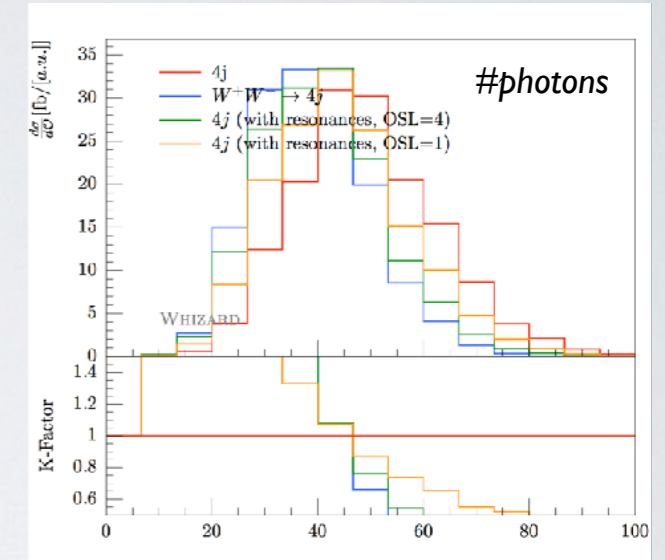 #photons
dσ/dO [fb/[a.u.]]
35
30
25
20
15
10
5
0
4j
W⁺W⁻ → 4j
4j (with resonances, OSL=4)
4j (with resonances, OSL=1)
WHIZARD
K-Factor
1.4
1.2
1
0.8
0.6
0 20 40 60 80 100